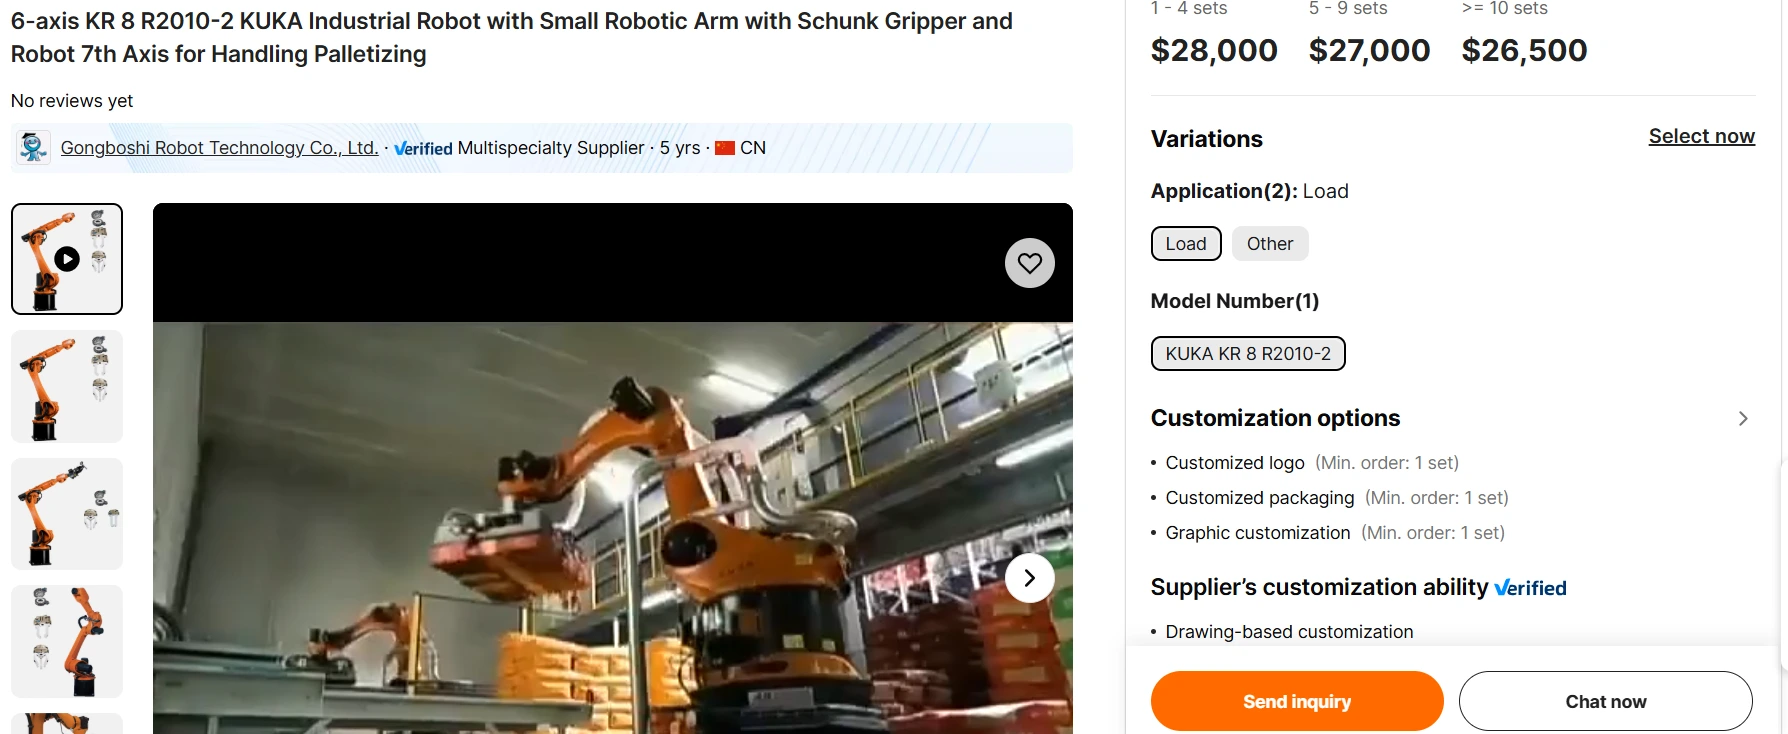 6-axis KR 8 R2010-2 KUKA Industrial Robot with Small Robotic Arm with Schunk Gripper and
Robot 7th Axis for Handling Palletizing
No reviews yet
Gongboshi Robot Technology Co., Ltd. · Verified Multispecialty Supplier · 5 yrs · CN
1 - 4 sets
5 - 9 sets
>= 10 sets
$28,000
$27,000
$26,500
Variations
Select now
Application(2): Load
Load
Other
Model Number(1)
KUKA KR 8 R2010-2
Customization options
• Customized logo (Min. order: 1 set)
• Customized packaging (Min. order: 1 set)
• Graphic customization (Min. order: 1 set)
Supplier’s customization ability Verified
• Drawing-based customization
Send inquiry
Chat now